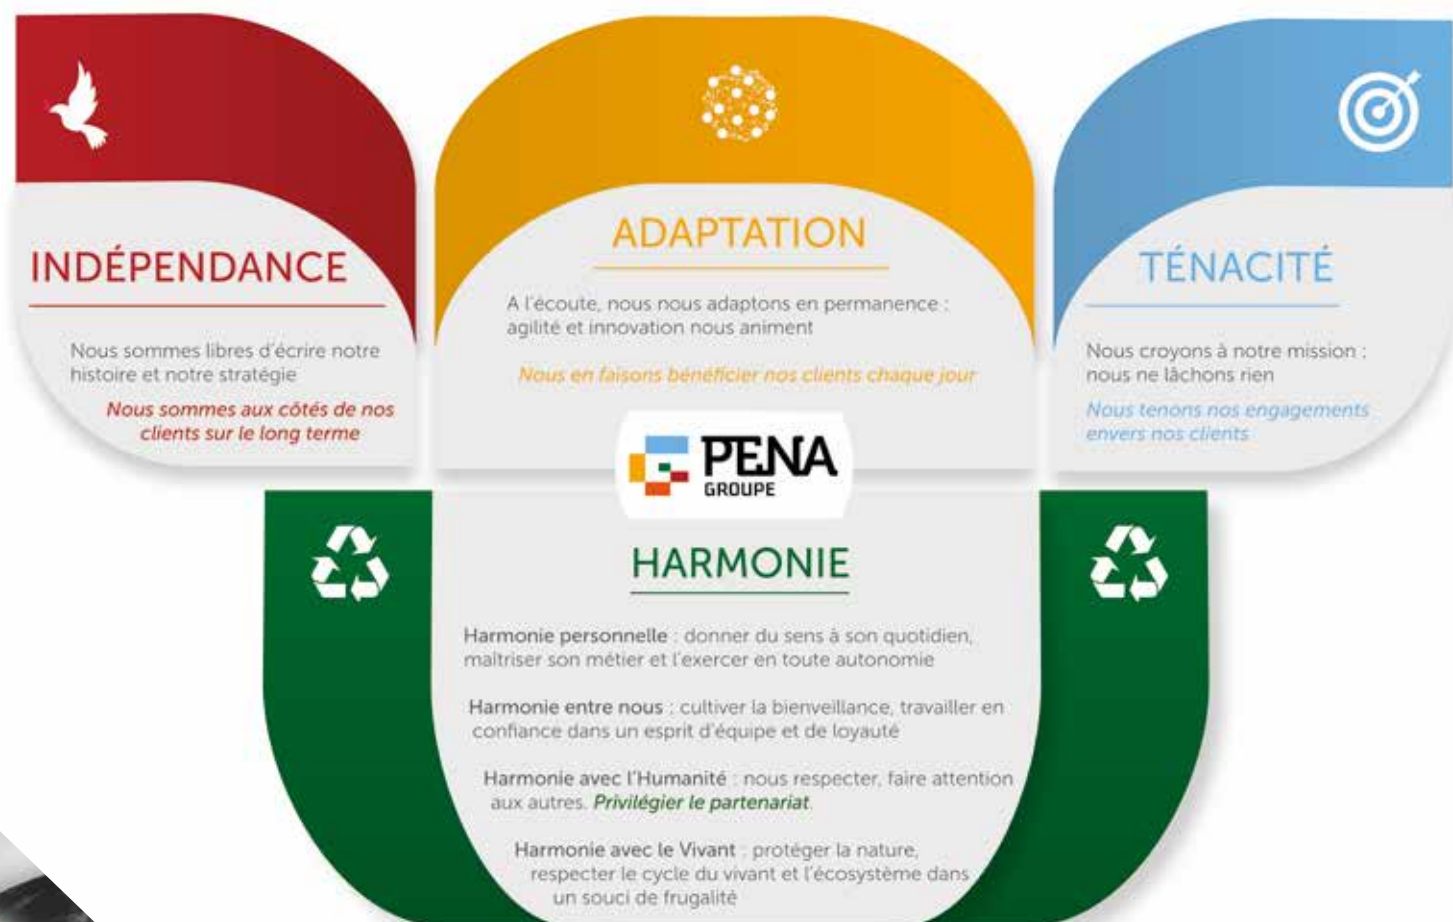 INDÉPENDANCE
Nous sommes libres d'écrire notre
histoire et notre stratégie
Nous sommes aux côtés de nos
clients sur le long terme
ADAPTATION
A l'écoute, nous nous adaptons en permanence :
agilité et innovation nous animent
Nous en faisons bénéficier nos clients chaque jour
TÉNACITÉ
Nous croyons à notre mission :
nous ne lâchons rien
Nous tenons nos engagements
envers nos clients
PENA
GROUPE
HARMONIE
Harmonie personnelle : donner du sens à son quotidien,
maîtriser son métier et l'exercer en toute autonomie
Harmonie entre nous : cultiver la bienveillance, travailler en
confiance dans un esprit d'équipe et de loyauté
Harmonie avec l'Humanité : nous respecter, faire attention
aux autres. Privilégier le partenariat.
Harmonie avec le Vivant : protéger la nature,
respecter le cycle du vivant et l'écosystème dans
un souci de frugalité